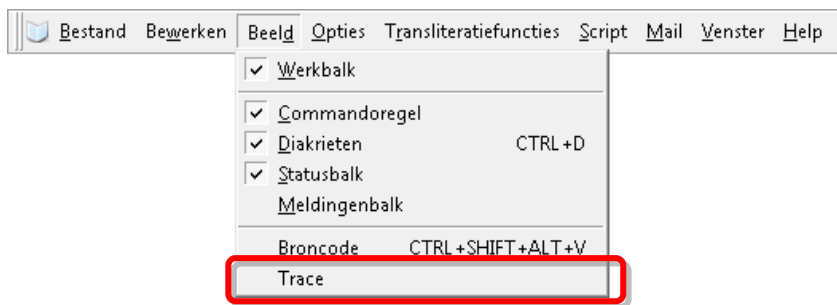 Bestand Bewerken Beeld Opties Transliteratiefuncties Script Mail Venster Help
Werkbalk
Commandoregel
Diakrieten CTRL+D
Statusbalk
Meldingenbalk
Broncode CTRL+SHIFT+ALT+V
Trace